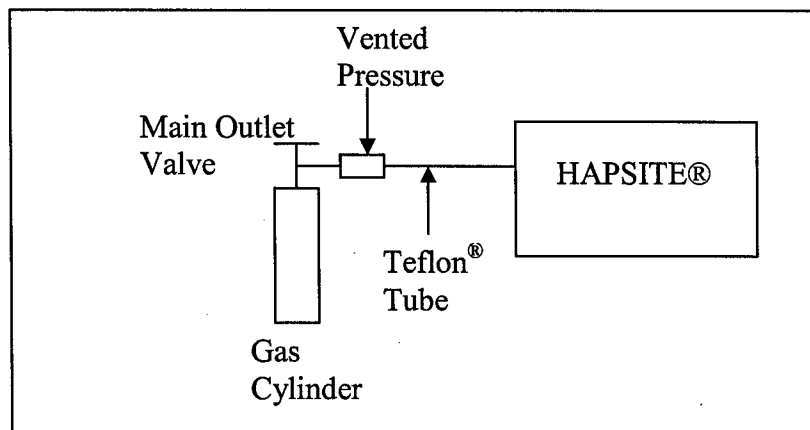 Vented
Pressure
Main Outlet
Valve
HAPSITE®
Teflon®
Tube
Gas
Cylinder